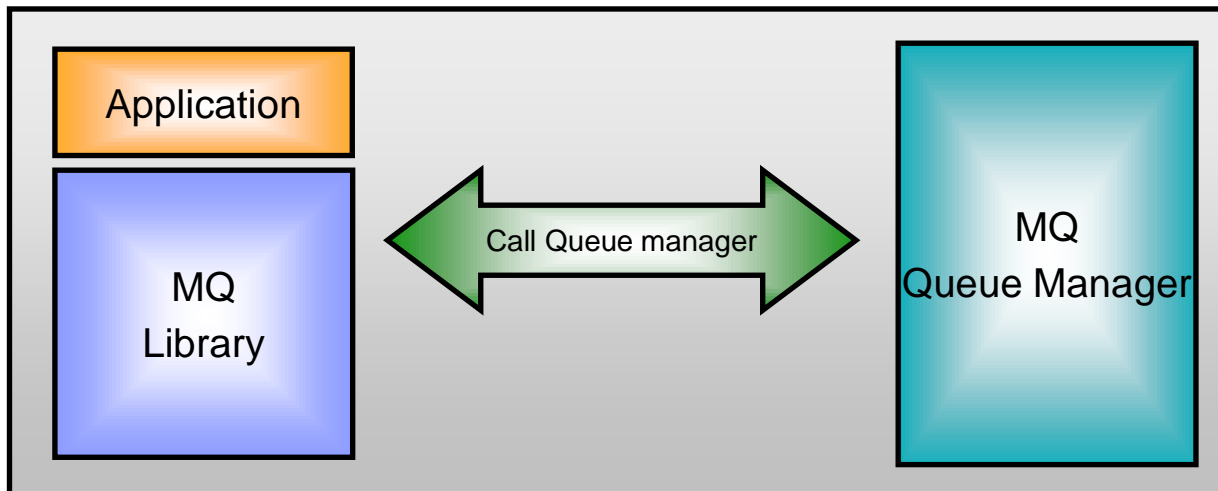 Application
MQ
Library
Call Queue manager
MQ
Queue Manager